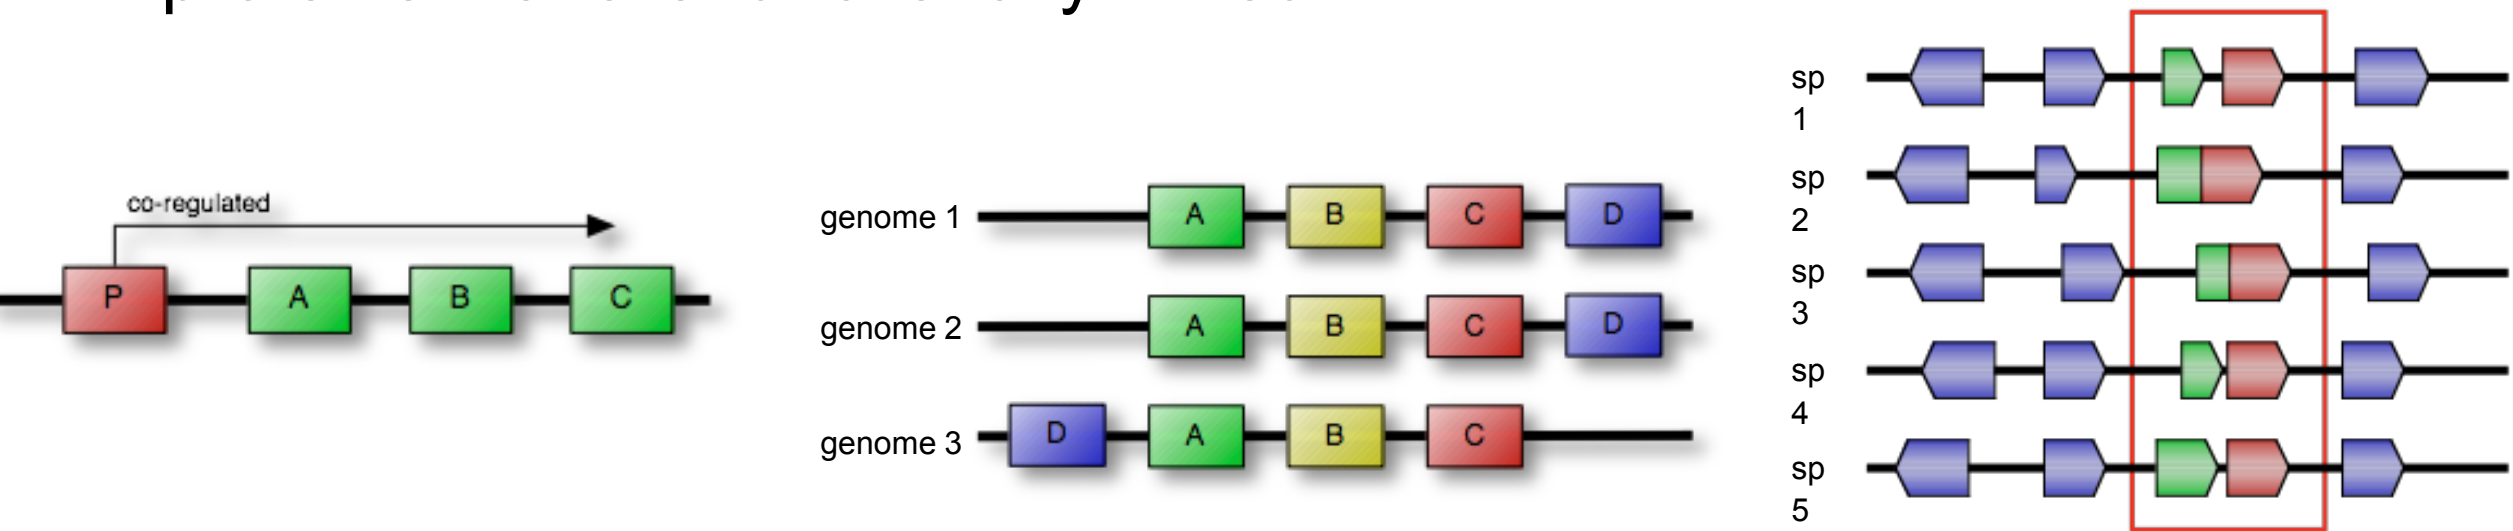 co-regulated
P A B C
genome 1 A B C D
genome 2 A B C D
genome 3 D A B C
sp
1
sp
2
sp
3
sp
4
sp
5